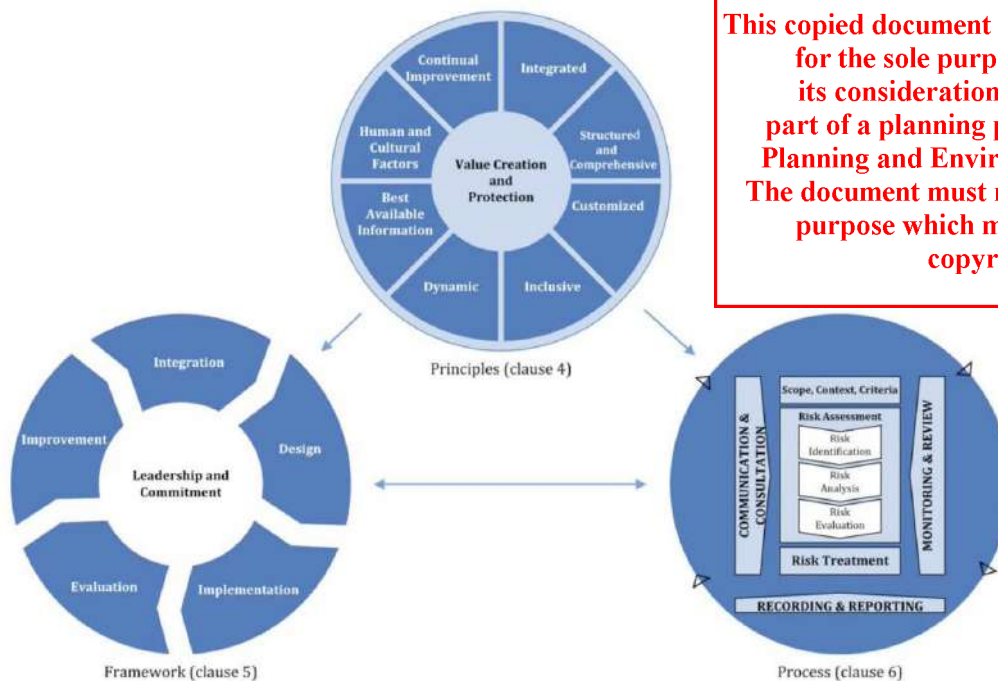 This copied document
for the sole purp
its consideration
part of a planning p
Planning and Envir
The document must
purpose which m
copyr
Continual
Improvement
Integrated
Structured
and
Comprehensive
Customized
Inclusive
Dynamic
Best
Available
Information
Human and
Cultural
Factors
Value Creation
and
Protection
Principles (clause 4)
Integration
Design
Implementation
Evaluation
Improvement
Leadership and
Commitment
Framework (clause 5)
Scope, Context, Criteria
Risk Assessment
Risk
Identification
Risk
Analysis
Risk
Evaluation
Risk Treatment
COMMUNICATION &
CONSULTATION
MONITORING & REVIEW
RECORDING & REPORTING
Process (clause 6)